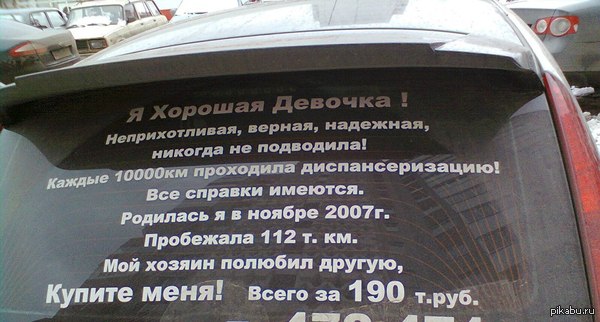 Я Хорошая Девочка !
Неприхотливая, верная, надежная,
никогда не подводила!
Каждые 10000км проходила диспансеризацию!
Все справки имеются.
Родилась я в ноябре 2007г.
Пробежала 112 т. км.
Мой хозяин полюбил другую,
Купите меня! Всего за 190 т.руб.
pikabu.ru